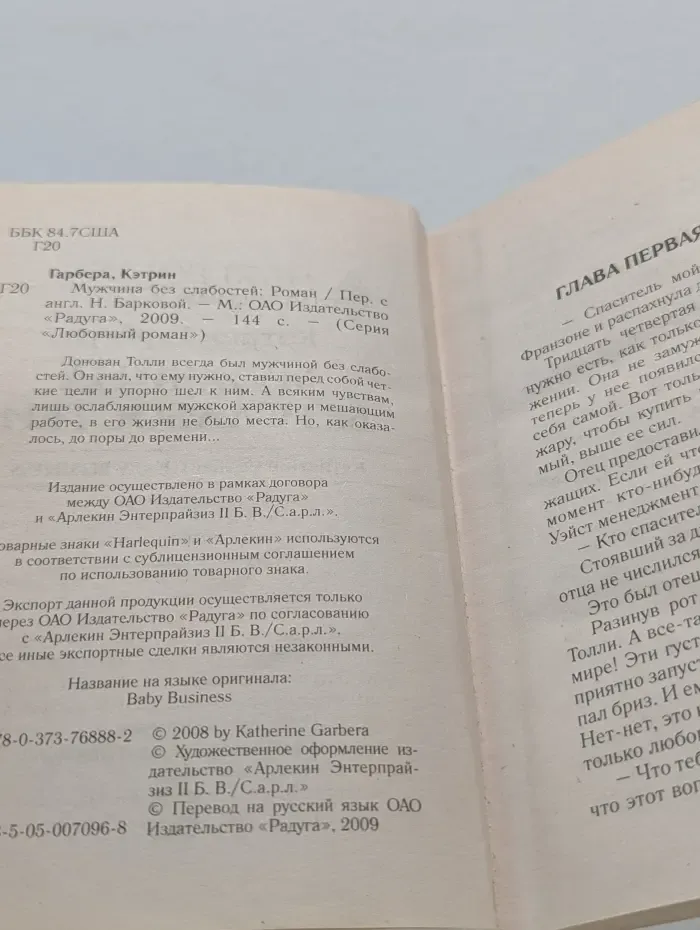 ББК 84.7США
Г20
Гарбера, Кэтрин
Г20 Мужчина без слабостей: Роман / Пер. с
англ. Н. Барковой. — М.: ОАО Издательство
«Радуга», 2009. — 144 с. — (Серия
«Любовный роман»)
Донован Толли всегда был мужчиной без слабо-
стей. Он знал, что ему нужно, ставил перед собой чет-
кие цели и упорно шел к ним. А всяким чувствам,
лишь ослабляющим мужской характер и мешающим
работе, в его жизни не было места. Но, как оказа-
лось, до поры до времени...
Издание осуществлено в рамках договора
между ОАО Издательство «Радуга»
и «Арлекин Энтерпрайзиз II Б. В./С.а.р.л.».
оварные знаки «Harlequin» и «Арлекин» используются
в соответствии с сублицензионным соглашением
по использованию товарного знака.
Экспорт данной продукции осуществляется только
через ОАО Издательство «Радуга» по согласованию
с «Арлекин Энтерпрайзиз II Б. В./С.а.р.л.».
се иные экспортные сделки являются незаконными.
Название на языке оригинала:
Baby Business
78-0-373-76888-2 © 2008 by Katherine Garbera
© Художественное оформление из-
дательство «Арлекин Энтерпрай-
зиз II Б. В./С.а.р.л.»
© Перевод на русский язык ОАО
8-5-05-007096-8 Издательство «Радуга», 2009
ГЛАВА ПЕРВАЯ
— Спаситель мой
Франзоне и распахнула д
Тридцать четвертая
нужно есть, как только
жении. Она не замуж
теперь у нее появилс
себя самой. Вот толь
жару, чтобы купить
мый, выше ее сил.
Отец предоставил
жащих. Если ей чт
момент кто-нибуд
Уэйст менеджмент
— Кто спасител
Стоявший за д
отца не числился
Это был отец
Разинув рот
Толли. А все-та
мире! Эти густ
приятно запуст
пал бриз. И ем
Нет-нет, это н
только любов
— Что теб
что этот воп